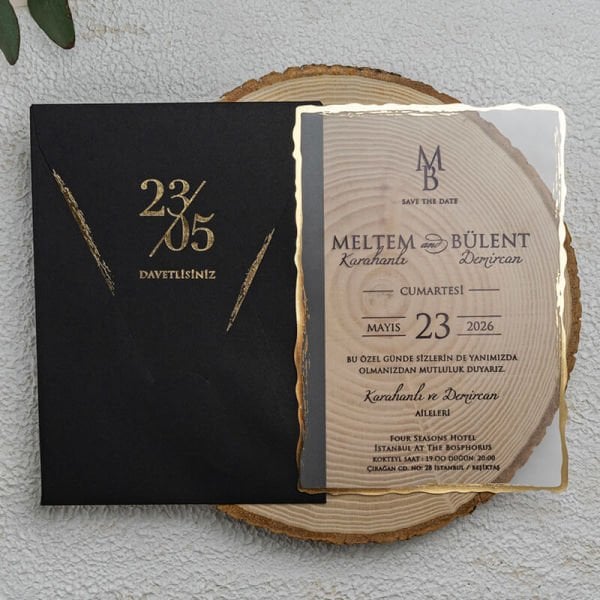 23/05
DAVETLİSİNİZ
MB
SAVE THE DATE
MELTEM and BÜLENT
Karahanlı Demircan
CUMARTESİ
MAYIS 23 2026
BU ÖZEL GÜNDE SİZLERİN DE YANIMIZDA
OLMANIZDAN MUTLULUK DUYARIZ.
Karahanlı ve Demircan
AİLELERİ
FOUR SEASONS HOTEL
İSTANBUL AT THE BOSPHORUS
KOKTEYL SAAT : 19.00 DÜĞÜN: 20:00
ÇIRAĞAN CD. NO: 28 İSTANBUL / BEŞİKTAŞ